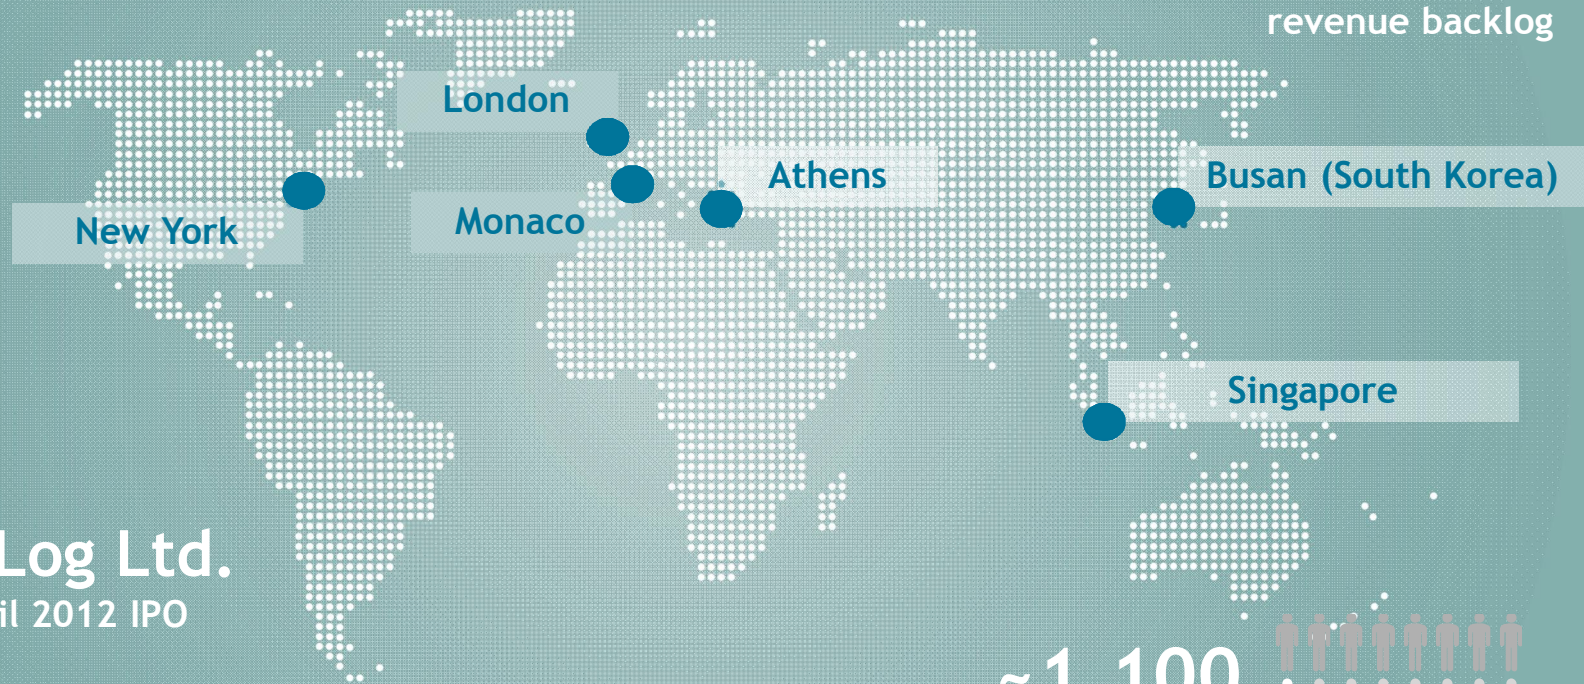 revenue backlog
London
Athens
Busan (South Korea)
New York
Monaco
Singapore
Log Ltd.
il 2012 IPO
~1,100